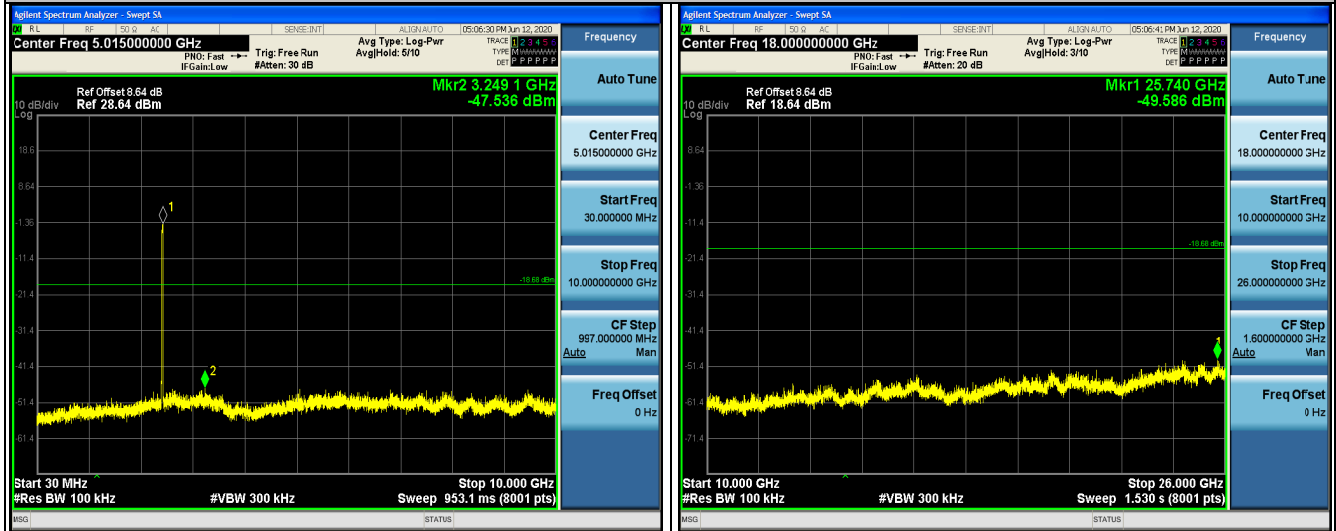 Agilent Spectrum Analyzer - Swept SA
RL RF 50 Ω AC SENSE:INT ALIGN AUTO 05:06:30 PM Jun 12, 2020
Center Freq 5.015000000 GHz
PNO: Fast
IFGain:Low
Trig: Free Run
#Atten: 30 dB
Avg Type: Log-Pwr
Avg|Hold: 5/10
TRACE 1 2 3 4 5 6
TYPE M W W W W W
DET P P P P P P
Mkr2 3.249 1 GHz
-47.536 dBm
Ref Offset 8.64 dB
Ref 28.64 dBm
10 dB/div
Log
18.6
8.64
-1.36
-11.4
-21.4
-31.4
-41.4
-51.4
-61.4
1
2
-18.68 dBm
Start 30 MHz
Stop 10.000 GHz
#Res BW 100 kHz
#VBW 300 kHz
Sweep 953.1 ms (8001 pts)
MSG
STATUS
Frequency
Auto Tune
Center Freq
5.015000000 GHz
Start Freq
30.000000 MHz
Stop Freq
10.000000000 GHz
CF Step
997.000000 MHz
Auto Man
Freq Offset
0 Hz
Agilent Spectrum Analyzer - Swept SA
RL RF 50 Ω AC SENSE:INT ALIGN AUTO 05:06:41 PM Jun 12, 2020
Center Freq 18.000000000 GHz
PNO: Fast
IFGain:Low
Trig: Free Run
#Atten: 20 dB
Avg Type: Log-Pwr
Avg|Hold: 3/10
TRACE 1 2 3 4 5 6
TYPE M W W W W W
DET P P P P P P
Mkr1 25.740 GHz
-49.586 dBm
Ref Offset 8.64 dB
Ref 18.64 dBm
10 dB/div
Log
8.64
-1.36
-11.4
-21.4
-31.4
-41.4
-51.4
-61.4
-71.4
1
-18.68 dBm
Start 10.000 GHz
Stop 26.000 GHz
#Res BW 100 kHz
#VBW 300 kHz
Sweep 1.530 s (8001 pts)
MSG
STATUS
Frequency
Auto Tune
Center Freq
18.000000000 GHz
Start Freq
10.000000000 GHz
Stop Freq
26.000000000 GHz
CF Step
1.600000000 GHz
Auto Man
Freq Offset
0 Hz